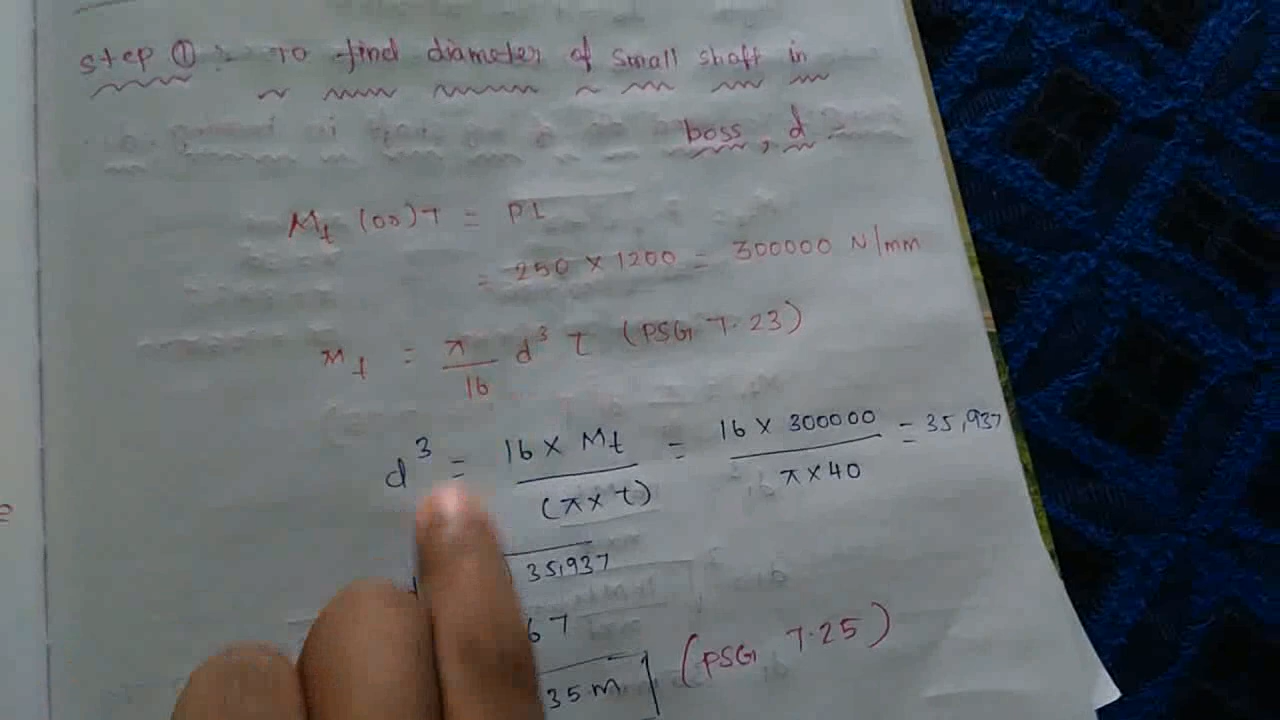 step ① :- To find diameter of small shaft in
boss, d :-
Mt (or) T = PL
= 250 × 1200 = 300000 N/mm
Mt = π/16 d³ τ (PSG 7.23)
d³ = 16 × Mt / (π × τ) = 16 × 300000 / π × 40 = 35,937
35,937
67
35 m (PSG 7.25)